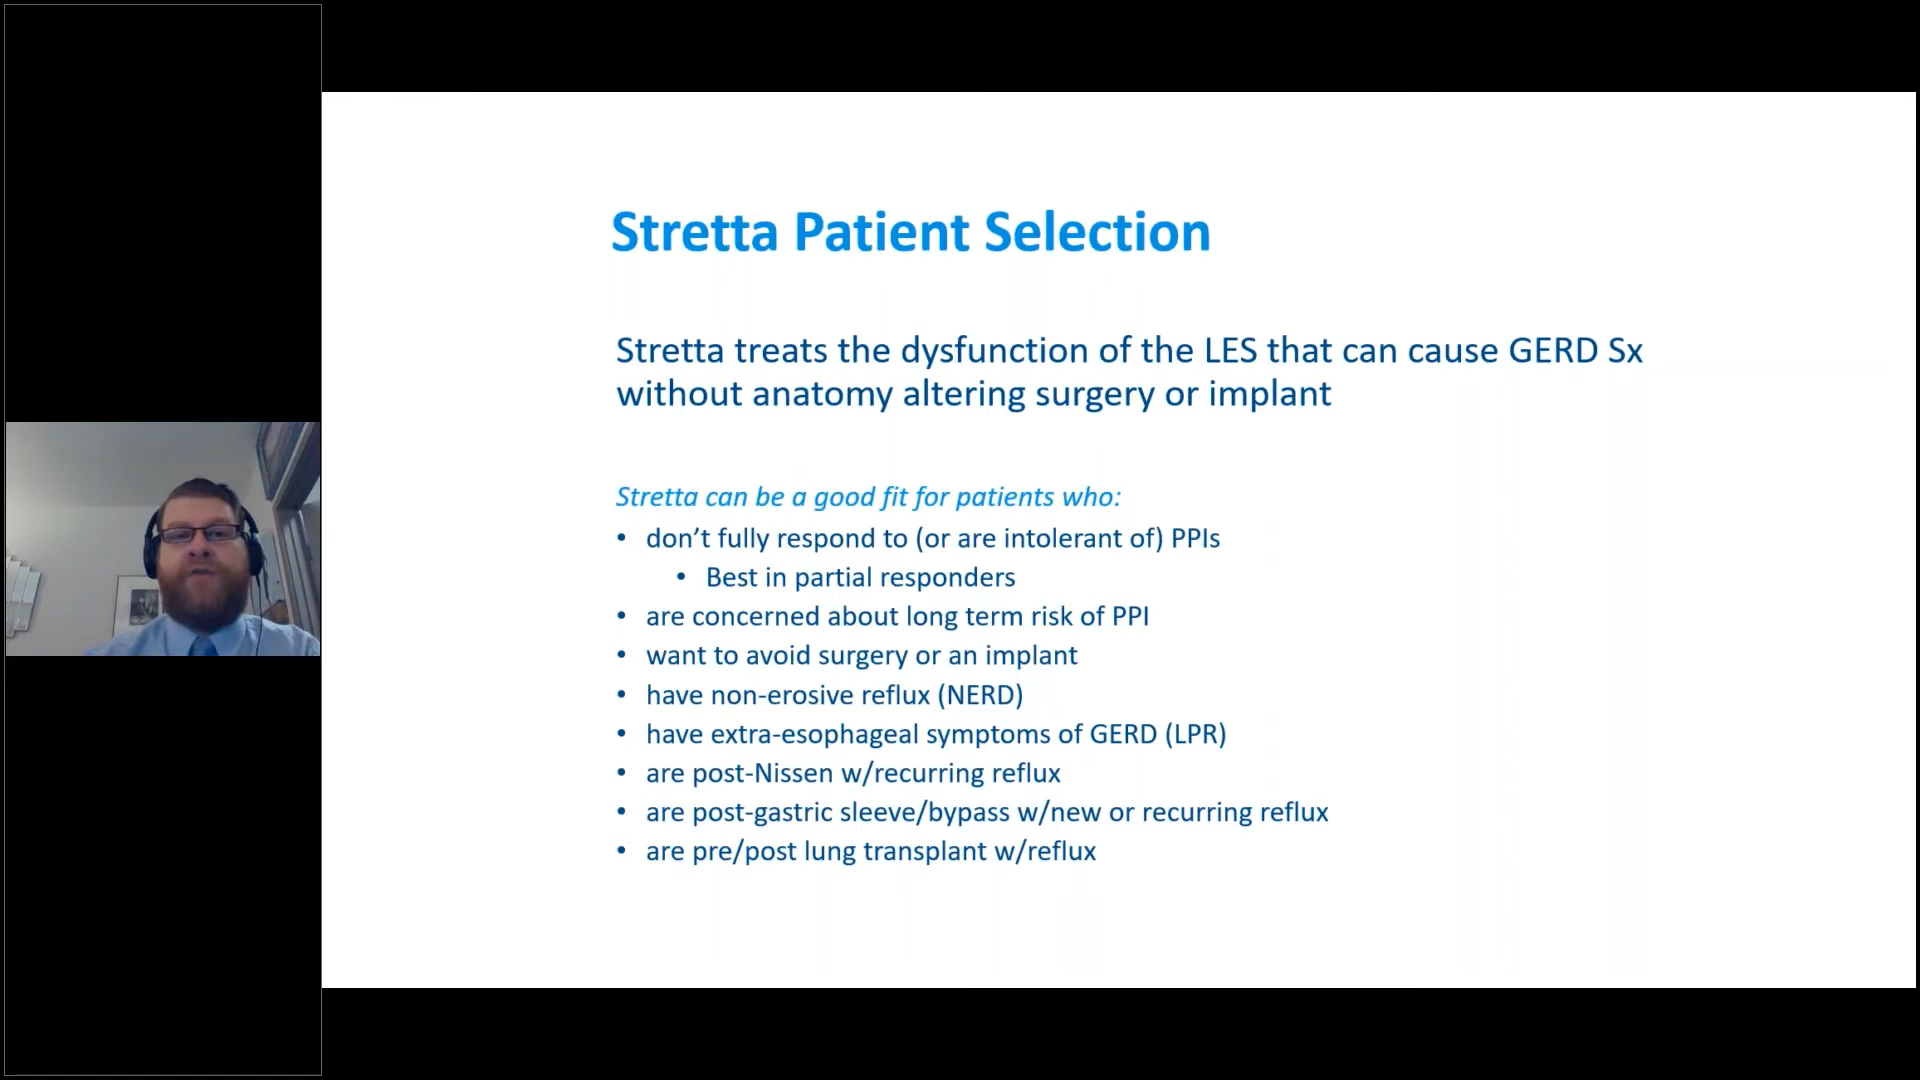 Stretta Patient Selection
Stretta treats the dysfunction of the LES that can cause GERD Sx
without anatomy altering surgery or implant
Stretta can be a good fit for patients who:
• don’t fully respond to (or are intolerant of) PPIs
• Best in partial responders
• are concerned about long term risk of PPI
• want to avoid surgery or an implant
• have non-erosive reflux (NERD)
• have extra-esophageal symptoms of GERD (LPR)
• are post-Nissen w/recurring reflux
• are post-gastric sleeve/bypass w/new or recurring reflux
• are pre/post lung transplant w/reflux